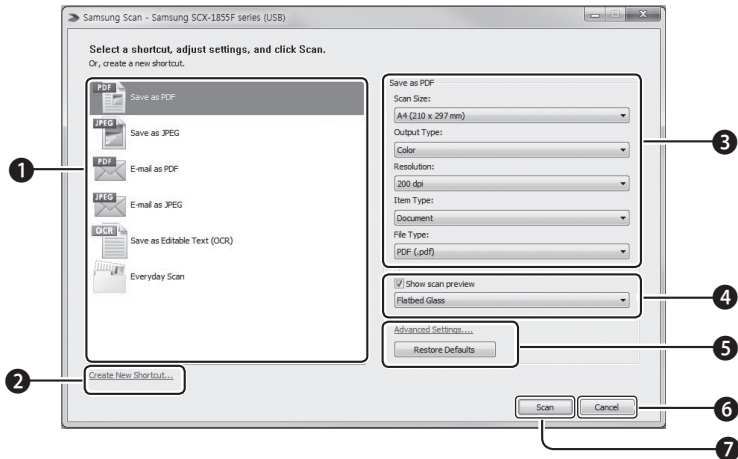 Samsung Scan - Samsung SCX-1855F series (USB)
Select a shortcut, adjust settings, and click Scan.
Or, create a new shortcut.
PDF
Save as PDF
JPEG
Save as JPEG
PDF
E-mail as PDF
JPEG
E-mail as JPEG
OCR
Save as Editable Text (OCR)
Everyday Scan
1
Create New Shortcut...
2
Save as PDF
Scan Size:
A4 (210 x 297 mm)
Output Type:
Color
Resolution:
200 dpi
Item Type:
Document
File Type:
PDF (.pdf)
3
Show scan preview
Flatbed Glass
4
Advanced Settings....
Restore Defaults
5
Scan
Cancel
6
7